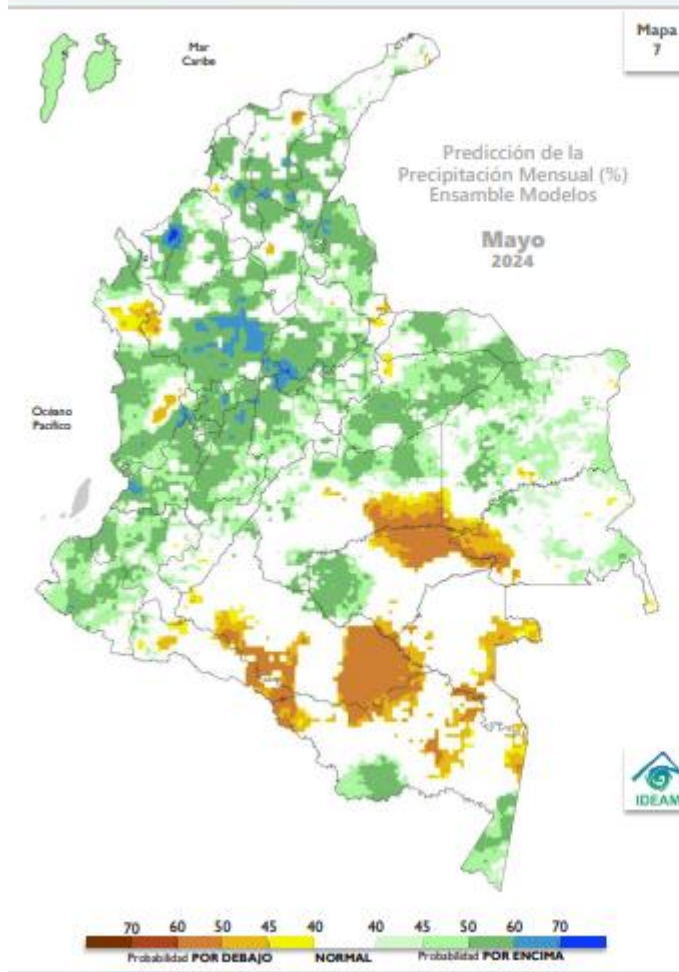 Mapa
7
Mar
Caribe
Predicción de la
Precipitación Mensual (%)
Ensamble Modelos
Mayo
2024
Océano
Pacífico
IDEAM
70 60 50 45 40 40 45 50 60 70
Probabilidad POR DEBAJO NORMAL Probabilidad POR ENCIMA